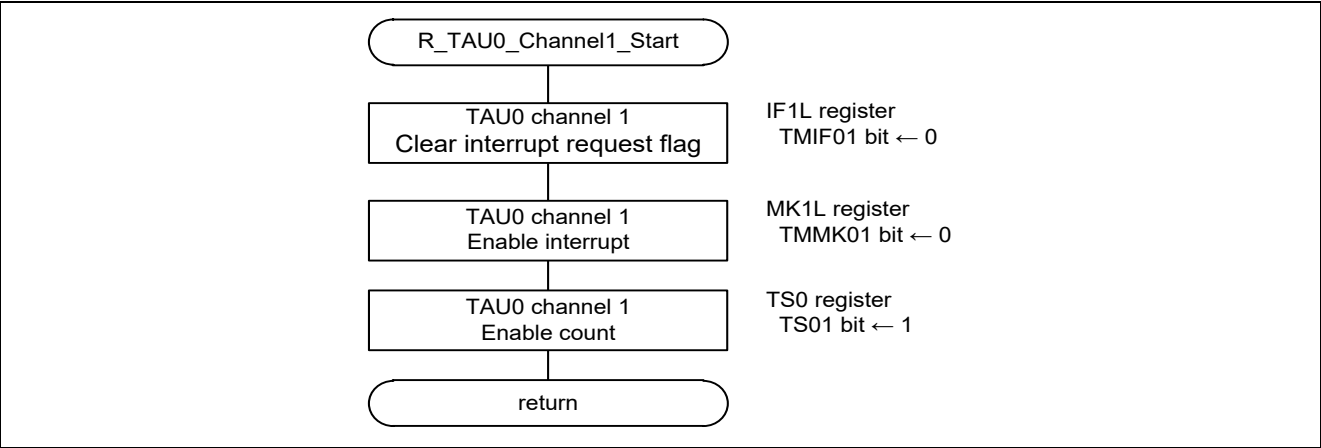 R_TAU0_Channel1_Start
TAU0 channel 1
Clear interrupt request flag
IF1L register
TMIF01 bit ← 0
TAU0 channel 1
Enable interrupt
MK1L register
TMMK01 bit ← 0
TAU0 channel 1
Enable count
TS0 register
TS01 bit ← 1
return